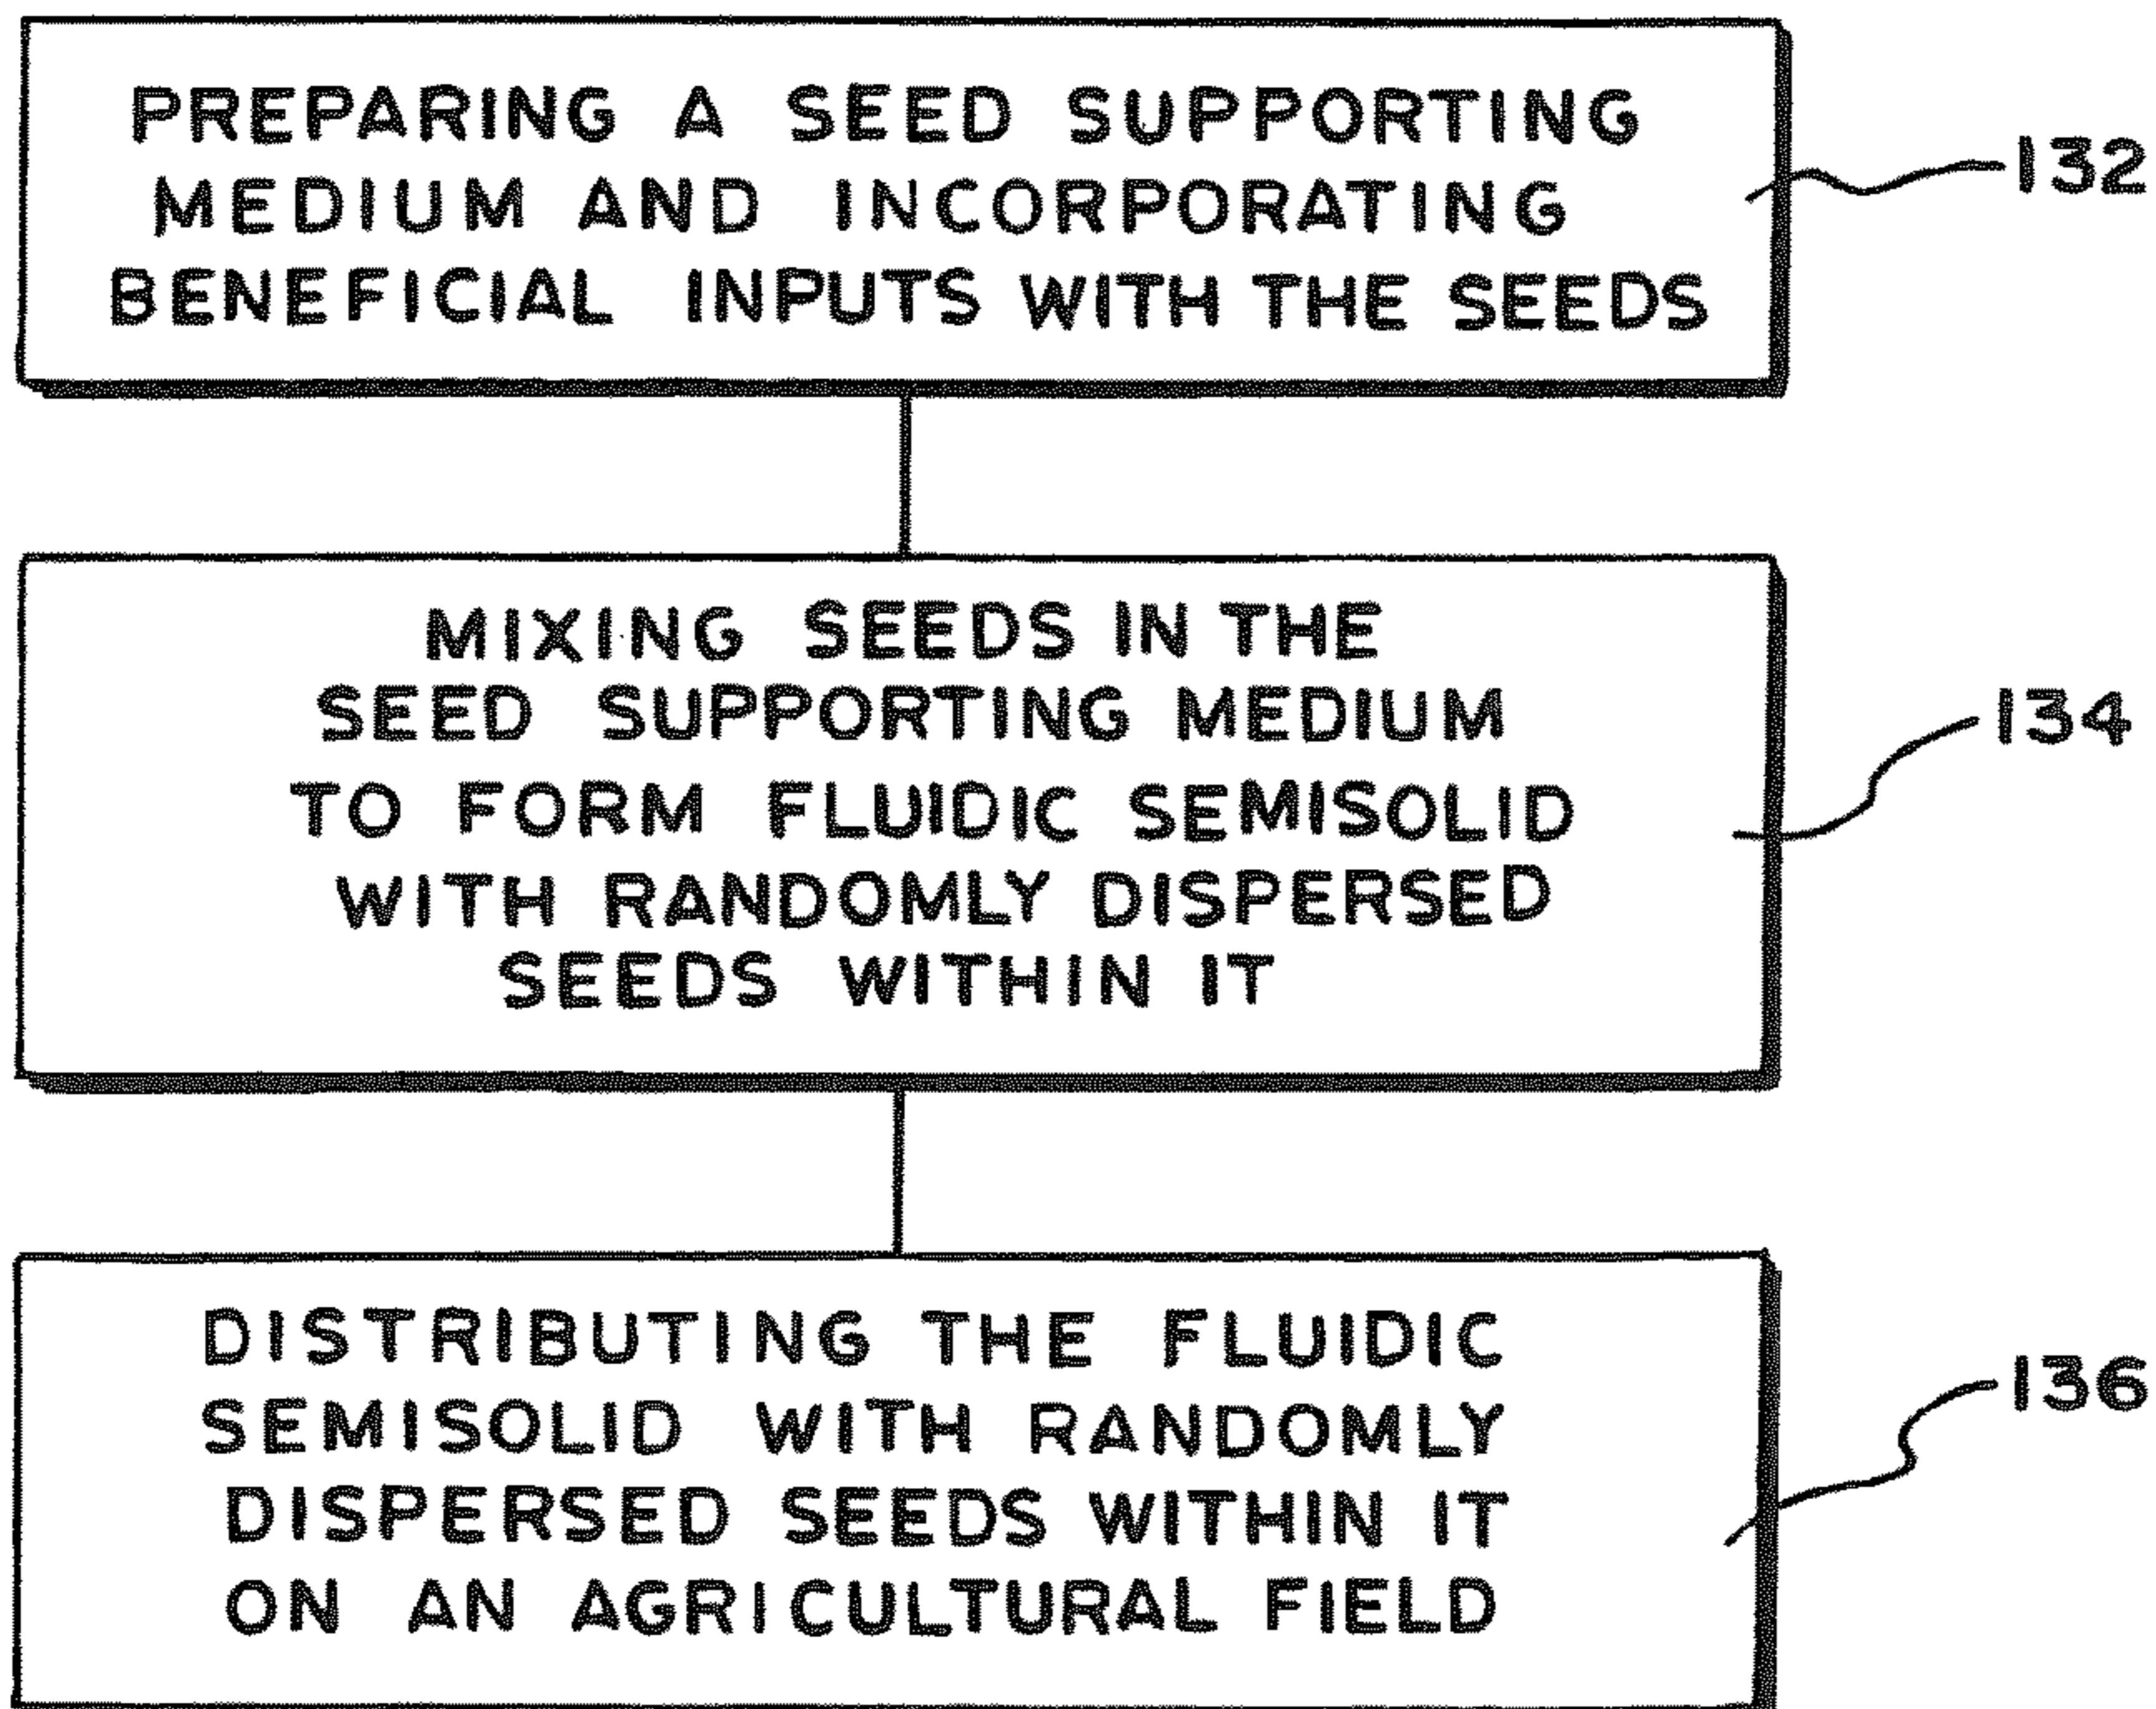 PREPARING A SEED SUPPORTING
MEDIUM AND INCORPORATING
BENEFICIAL INPUTS WITH THE SEEDS
132
MIXING SEEDS IN THE
SEED SUPPORTING MEDIUM
TO FORM FLUIDIC SEMISOLID
WITH RANDOMLY DISPERSED
SEEDS WITHIN IT
134
DISTRIBUTING THE FLUIDIC
SEMISOLID WITH RANDOMLY
DISPERSED SEEDS WITHIN IT
ON AN AGRICULTURAL FIELD
136